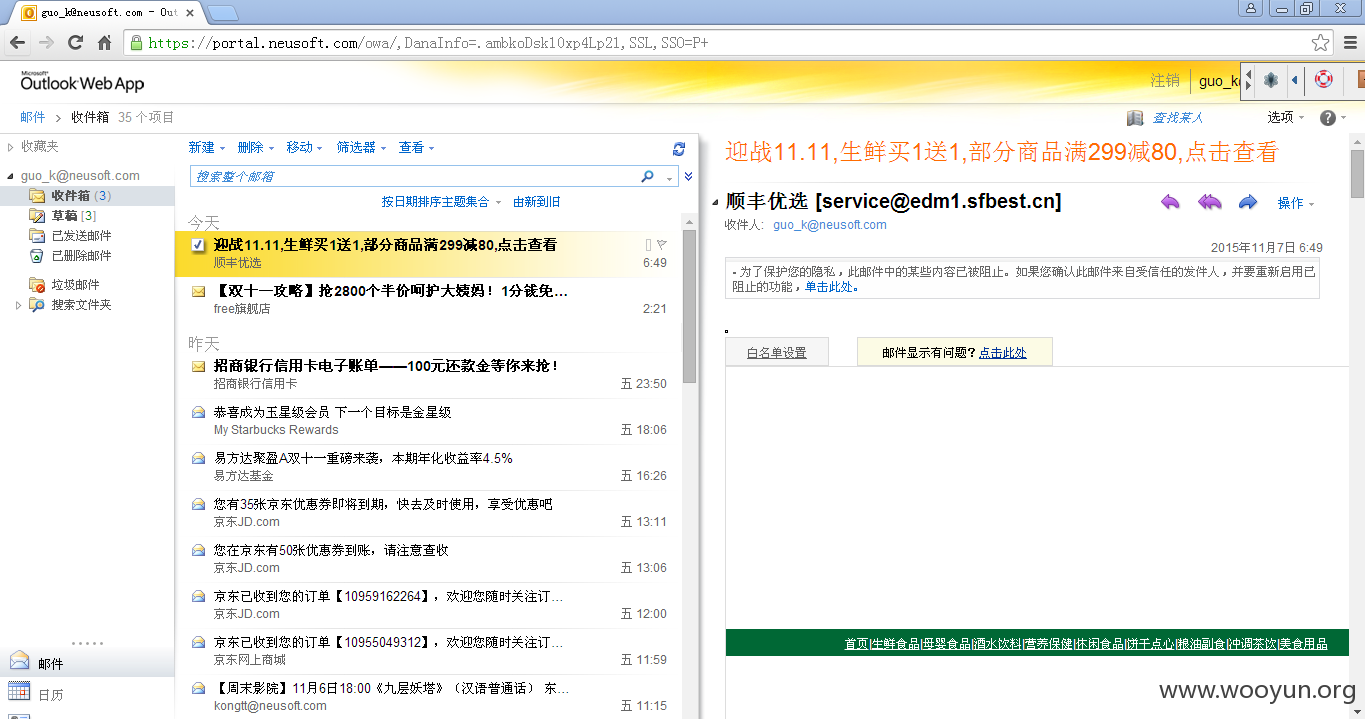 guo_k@neusoft.com - Out
https://portal.neusoft.com/owa/,DanaInfo=.ambkoDsk10xp4Lp21,SSL,SSO=P+
Microsoft
Outlook Web App
注销
guo_k
邮件 > 收件箱 35 个项目
查找某人
选项
收藏夹
guo_k@neusoft.com
收件箱 (3)
草稿 [3]
已发送邮件
已删除邮件
垃圾邮件
搜索文件夹
邮件
日历
新建
删除
移动
筛选器
查看
搜索整个邮箱
按日期排序主题集合
由新到旧
今天
迎战11.11,生鲜买1送1,部分商品满299减80,点击查看
顺丰优选 6:49
【双十一攻略】抢2800个半价呵护大姨妈！1分钱免…
free旗舰店 2:21
昨天
招商银行信用卡电子账单——100元还款金等你来抢！
招商银行信用卡 五 23:50
恭喜成为玉星级会员 下一个目标是金星级
My Starbucks Rewards 五 18:06
易方达聚盈A双十一重磅来袭，本期年化收益率4.5%
易方达基金 五 16:26
您有35张京东优惠券即将到期，快去及时使用，享受优惠吧
京东JD.com 五 13:11
您在京东有50张优惠券到账，请注意查收
京东JD.com 五 13:06
京东已收到您的订单【10959162264】，欢迎您随时关注订…
京东JD.com 五 12:00
京东已收到您的订单【10955049312】，欢迎您随时关注订…
京东网上商城 五 11:59
【周末影院】11月6日18:00《九层妖塔》（汉语普通话） 东…
kongtt@neusoft.com 五 11:15
迎战11.11,生鲜买1送1,部分商品满299减80,点击查看
顺丰优选 [service@edm1.sfbest.cn]
操作
收件人: guo_k@neusoft.com
2015年11月7日 6:49
- 为了保护您的隐私，此邮件中的某些内容已被阻止。如果您确认此邮件来自受信任的发件人，并要重新启用已
阻止的功能，单击此处。
白名单设置
邮件显示有问题？点击此处
首页|生鲜食品|母婴食品|酒水饮料|营养保健|休闲食品|饼干点心|粮油副食|冲调茶饮|美食用品
www.wooyun.org